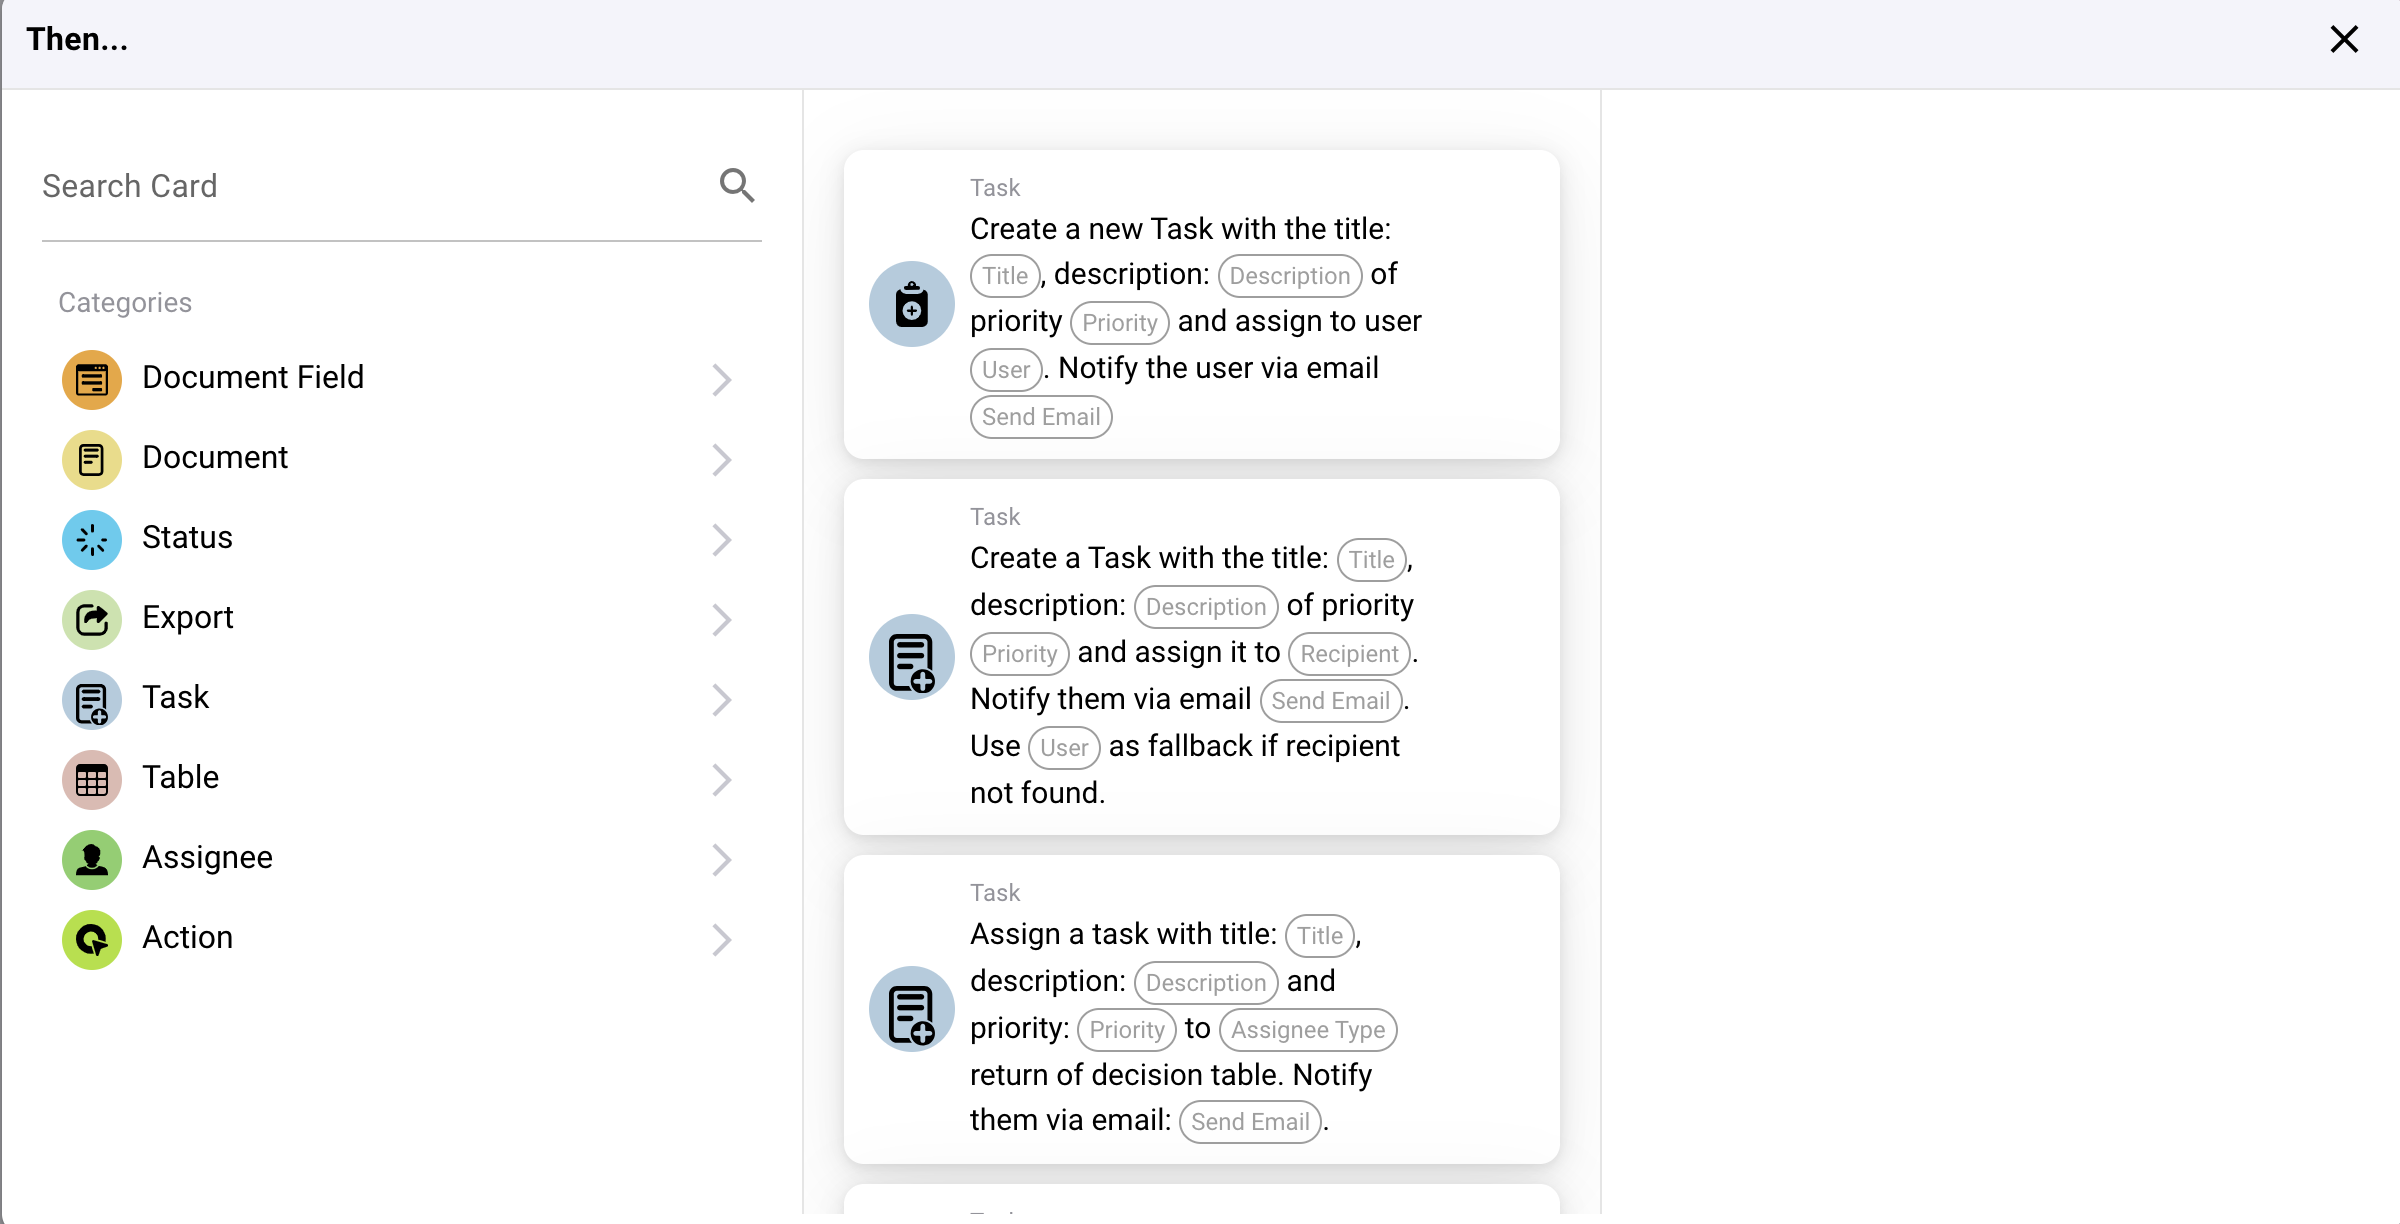 Then...
Search Card
Categories
Document Field
Document
Status
Export
Task
Table
Assignee
Action
Task
Create a new Task with the title:
Title, description: Description of
priority Priority and assign to user
User. Notify the user via email
Send Email
Task
Create a Task with the title: Title,
description: Description of priority
Priority and assign it to Recipient.
Notify them via email Send Email.
Use User as fallback if recipient
not found.
Task
Assign a task with title: Title,
description: Description and
priority: Priority to Assignee Type
return of decision table. Notify
them via email: Send Email.